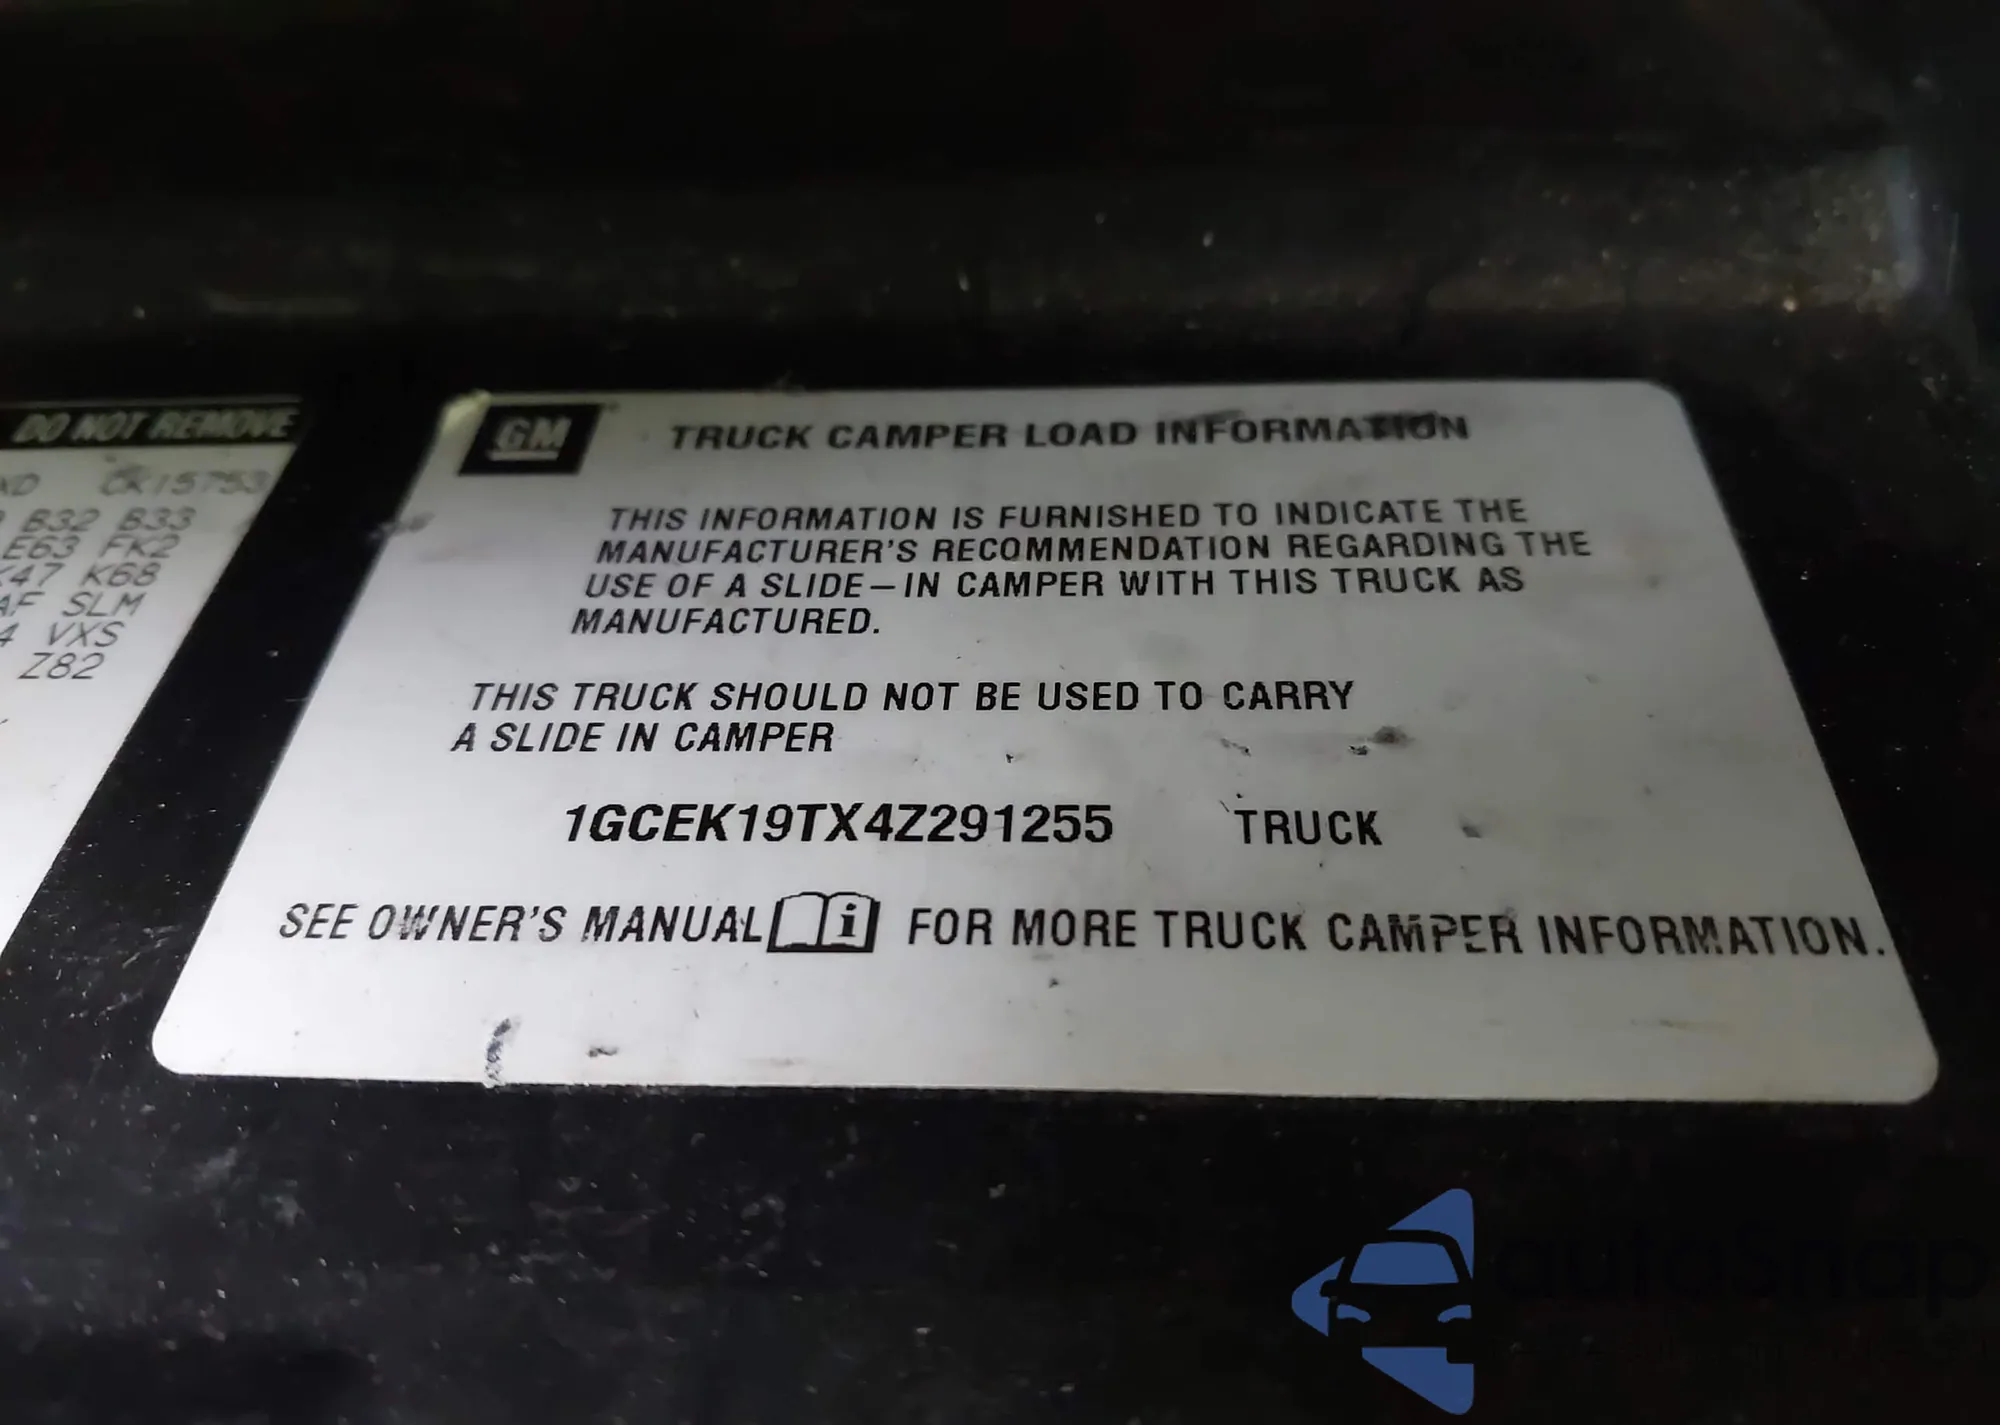 DO NOT REMOVE
CK15753
B32 B33
E63 FK2
K47 K68
SLM
VXS
Z82
GM
TRUCK CAMPER LOAD INFORMATION
THIS INFORMATION IS FURNISHED TO INDICATE THE
MANUFACTURER'S RECOMMENDATION REGARDING THE
USE OF A SLIDE-IN CAMPER WITH THIS TRUCK AS
MANUFACTURED.
THIS TRUCK SHOULD NOT BE USED TO CARRY
A SLIDE IN CAMPER
1GCEK19TX4Z291255 TRUCK
SEE OWNER'S MANUAL i FOR MORE TRUCK CAMPER INFORMATION.
autoSnap